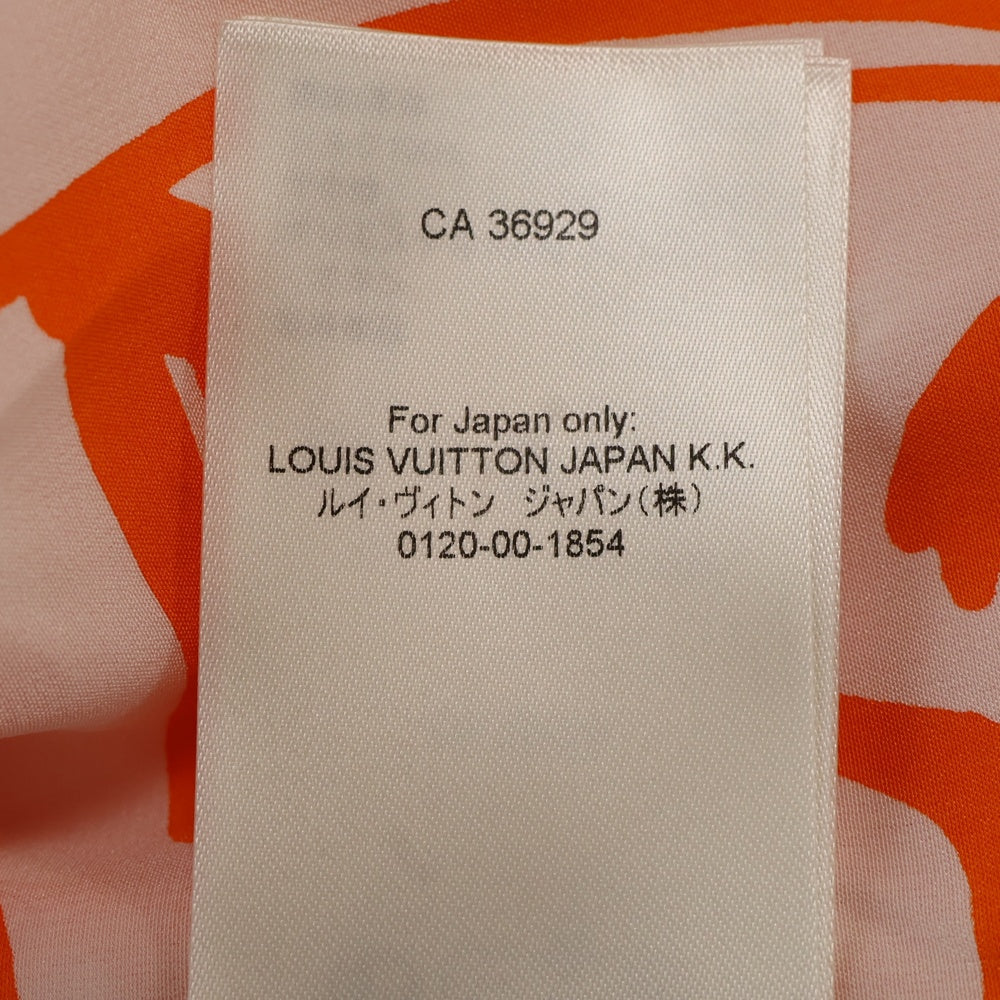 CA 36929
For Japan only:
LOUIS VUITTON JAPAN K.K.
ルイ・ヴィトン　ジャパン(株)
0120-00-1854